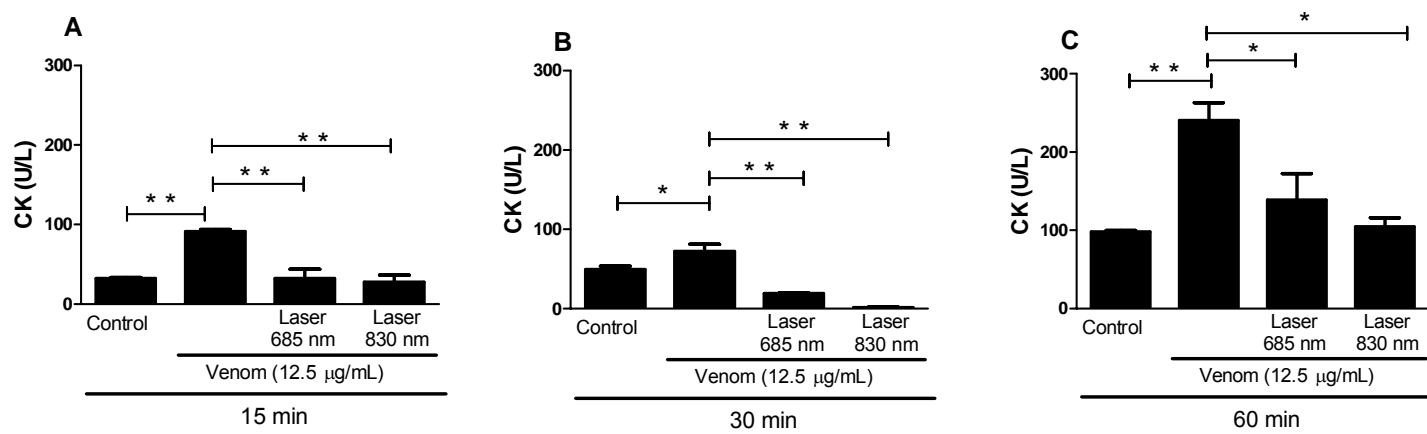 A
CK (U/L)
300
200
100
0
* *
* *
* *
Control
Laser
685 nm
Laser
830 nm
Venom (12.5 μg/mL)
15 min
B
CK (U/L)
300
200
100
0
* *
* *
*
Control
Laser
685 nm
Laser
830 nm
Venom (12.5 μg/mL)
30 min
C
CK (U/L)
300
200
100
0
*
*
* *
Control
Laser
685 nm
Laser
830 nm
Venom (12.5 μg/mL)
60 min